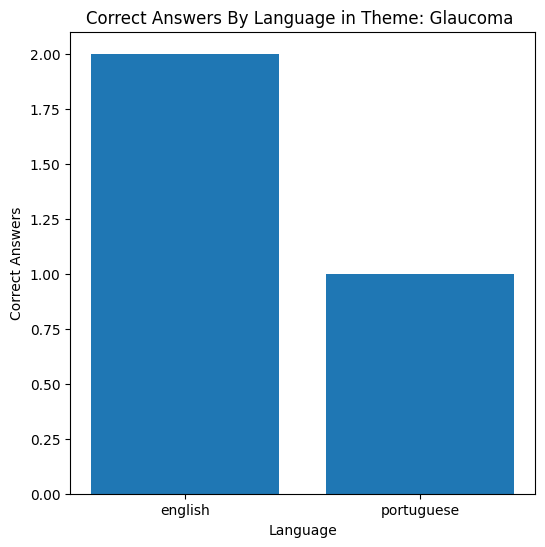 Correct Answers By Language in Theme: Glaucoma
2.00
1.75
1.50
1.25
1.00
0.75
0.50
0.25
0.00
Correct Answers
english
portuguese
Language